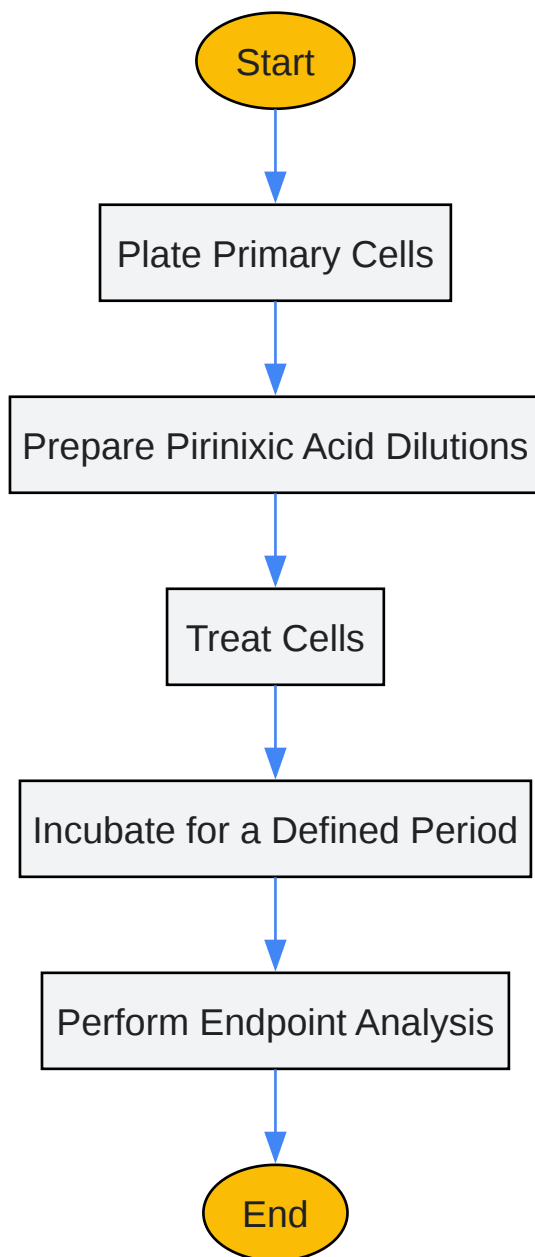 Start
Plate Primary Cells
Prepare Pirinixic Acid Dilutions
Treat Cells
Incubate for a Defined Period
Perform Endpoint Analysis
End